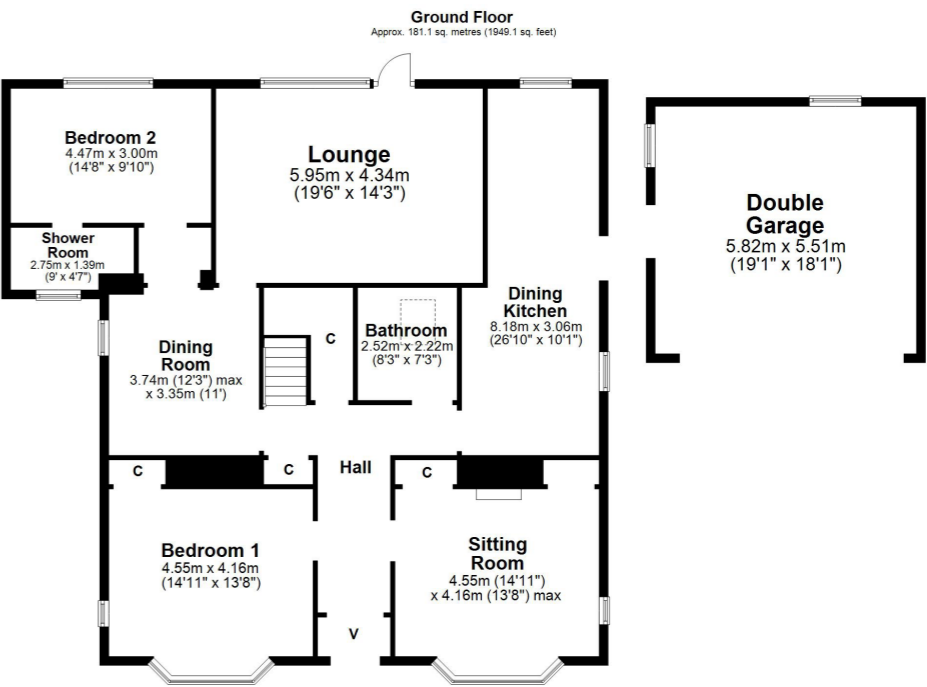 Ground Floor
Approx. 181.1 sq. metres (1949.1 sq. feet)
Bedroom 2
4.47m x 3.00m
(14'8" x 9'10")
Lounge
5.95m x 4.34m
(19'6" x 14'3")
Double
Garage
5.82m x 5.51m
(19'1" x 18'1")
Shower
Room
2.75m x 1.39m
(9' x 4'7")
Dining
Kitchen
8.18m x 3.06m
(26'10" x 10'1")
C
Bathroom
2.52m x 2.22m
(8'3" x 7'3")
Dining
Room
3.74m (12'3") max
x 3.35m (11')
C
C
Hall
C
Bedroom 1
4.55m x 4.16m
(14'11" x 13'8")
Sitting
Room
4.55m (14'11")
x 4.16m (13'8") max
V